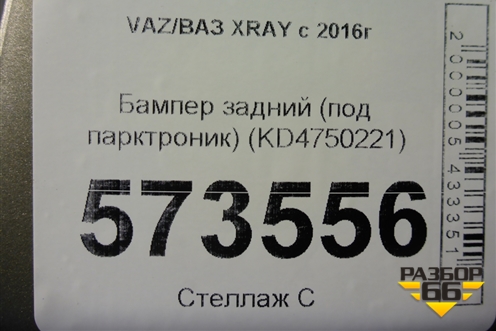 VAZ/ВАЗ XRAY с 2016г
Бампер задний (под
парктроник) (KD4750221)
573556
Стеллаж С
2000005433351
РАЗБОР
66